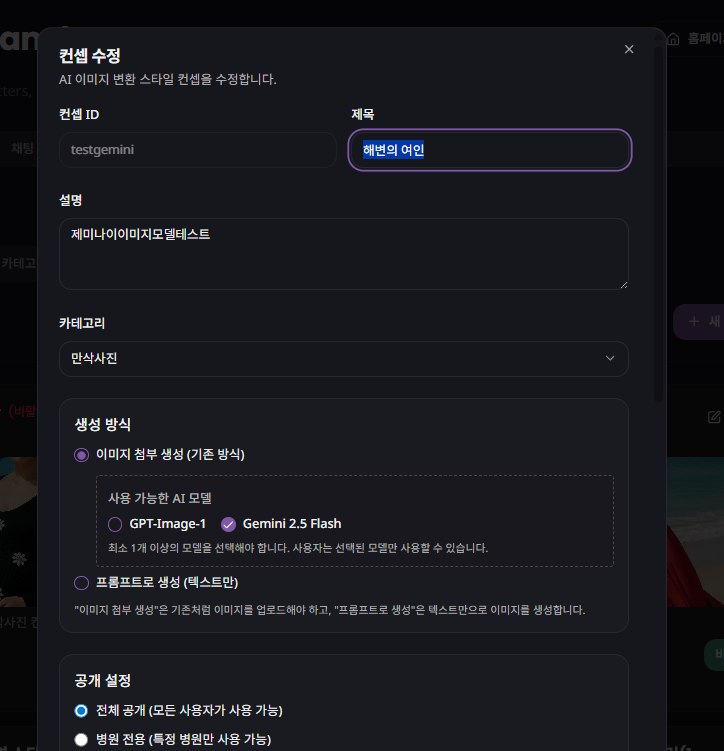 컨셉 수정
AI 이미지 변환 스타일 컨셉을 수정합니다.
홈페이
채팅
컨셉 ID
제목
testgemini
해변의 여인
설명
제미나이이미지모델테스트
카테고
카테고리
+ 새
만삭사진
(비활
생성 방식
이미지 첨부 생성 (기존 방식)
사용 가능한 AI 모델
GPT-Image-1
Gemini 2.5 Flash
최소 1개 이상의 모델을 선택해야 합니다. 사용자는 선택된 모델만 사용할 수 있습니다.
프롬프트로 생성 (텍스트만)
"이미지 첨부 생성"은 기존처럼 이미지를 업로드해야 하고, "프롬프트로 생성"은 텍스트만으로 이미지를 생성합니다.
공개 설정
전체 공개 (모든 사용자가 사용 가능)
병원 전용 (특정 병원만 사용 가능)